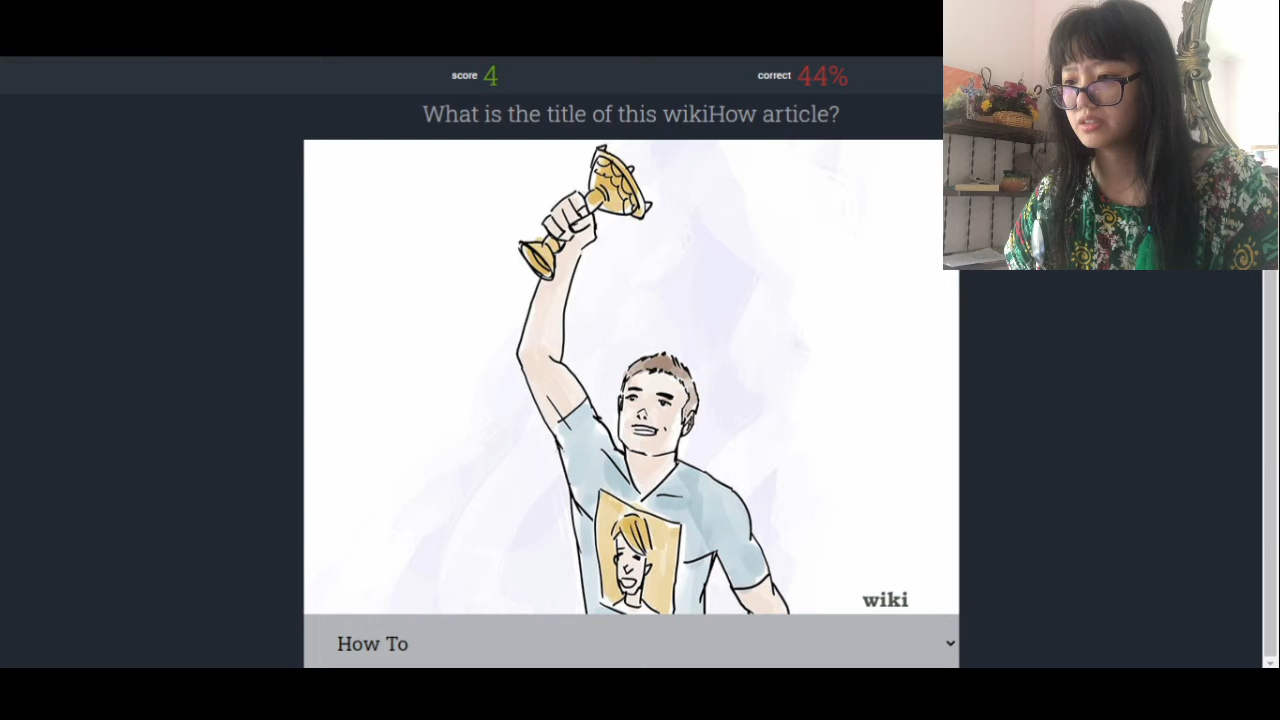 score 4
correct 44%
What is the title of this wikiHow article?
wiki
How To